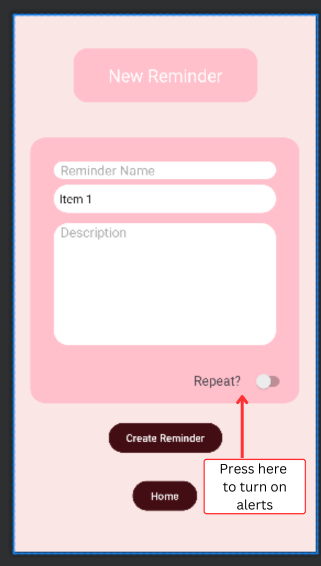 New Reminder
Reminder Name
Item 1
Description
Repeat?
Create Reminder
Home
Press here
to turn on
alerts